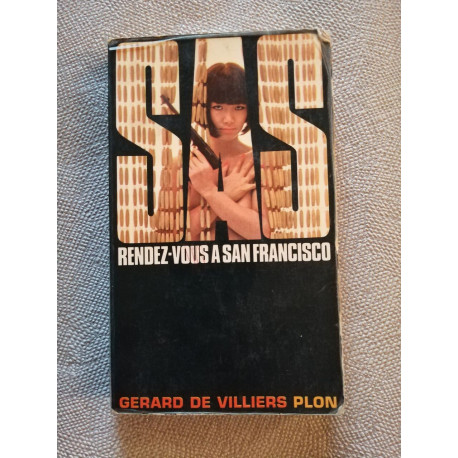 SAS
RENDEZ-VOUS A SAN FRANCISCO
GERARD DE VILLIERS PLON